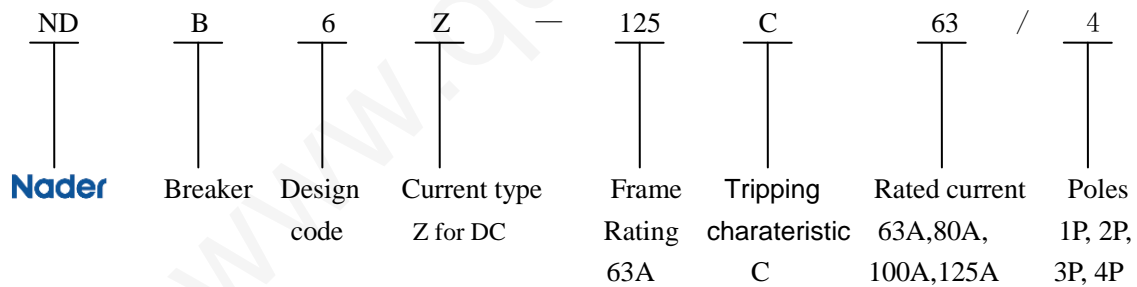 ND B 6 Z — 125 C 63 / 4
Nader Breaker Design Current type Frame Tripping Rated current Poles
code Z for DC Rating charateristic 63A,80A, 1P, 2P,
63A C 100A,125A 3P, 4P